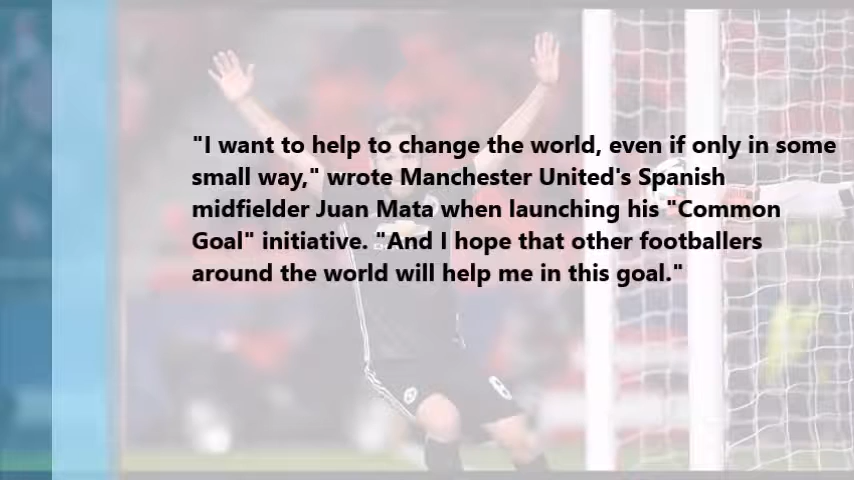 "I want to help to change the world, even if only in some
small way," wrote Manchester United's Spanish
midfielder Juan Mata when launching his "Common
Goal" initiative. "And I hope that other footballers
around the world will help me in this goal."
8